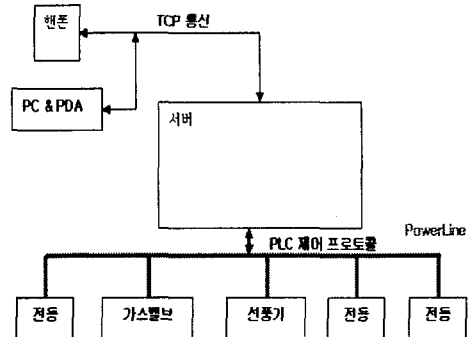 핸폰
TCP 통신
PC & PDA
서버
PowerLine
PLC 제어 프로토콜
전등
가스벨브
선풍기
전등
전등